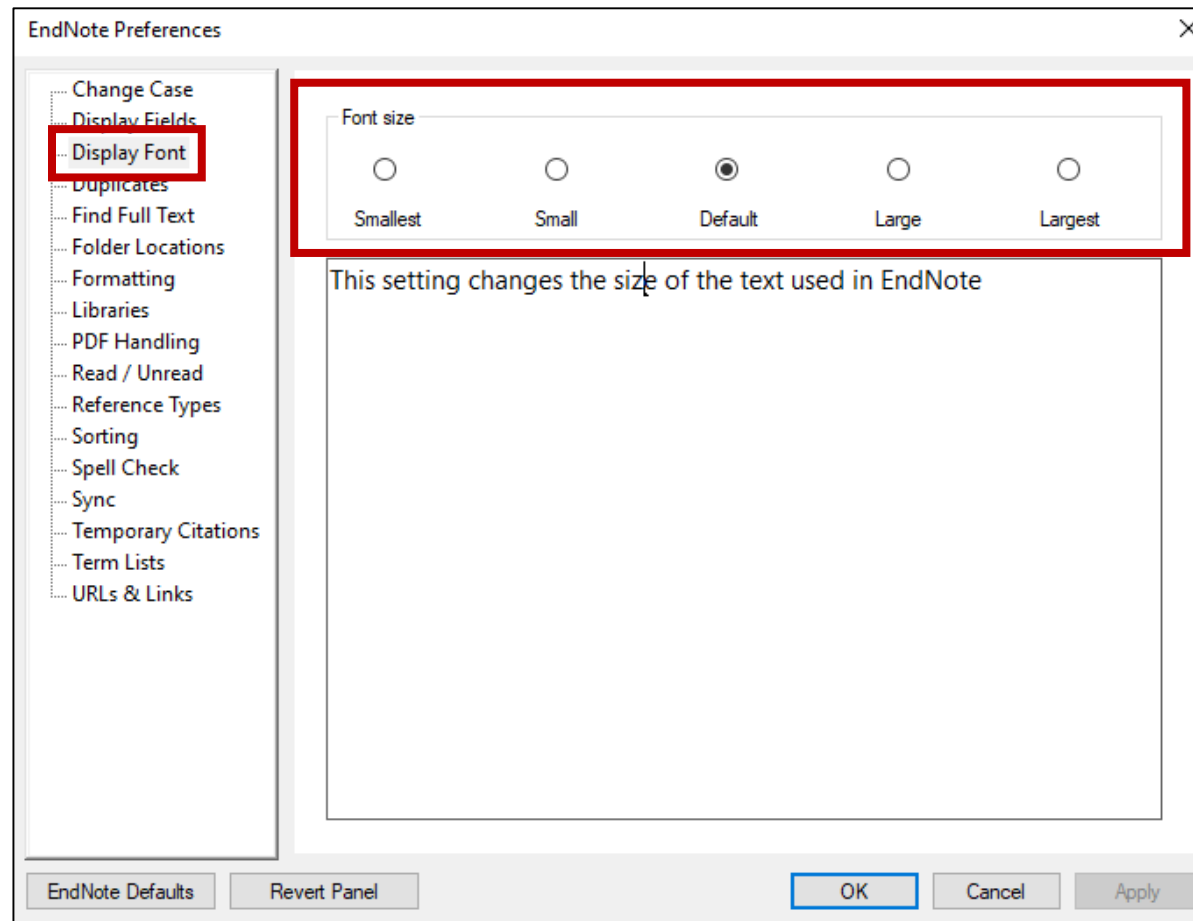 EndNote Preferences
Change Case
Display Fields
Display Font
Duplicates
Find Full Text
Folder Locations
Formatting
Libraries
PDF Handling
Read / Unread
Reference Types
Sorting
Spell Check
Sync
Temporary Citations
Term Lists
URLs & Links
Font size
Smallest Small Default Large Largest
This setting changes the size of the text used in EndNote
EndNote Defaults Revert Panel OK Cancel Apply